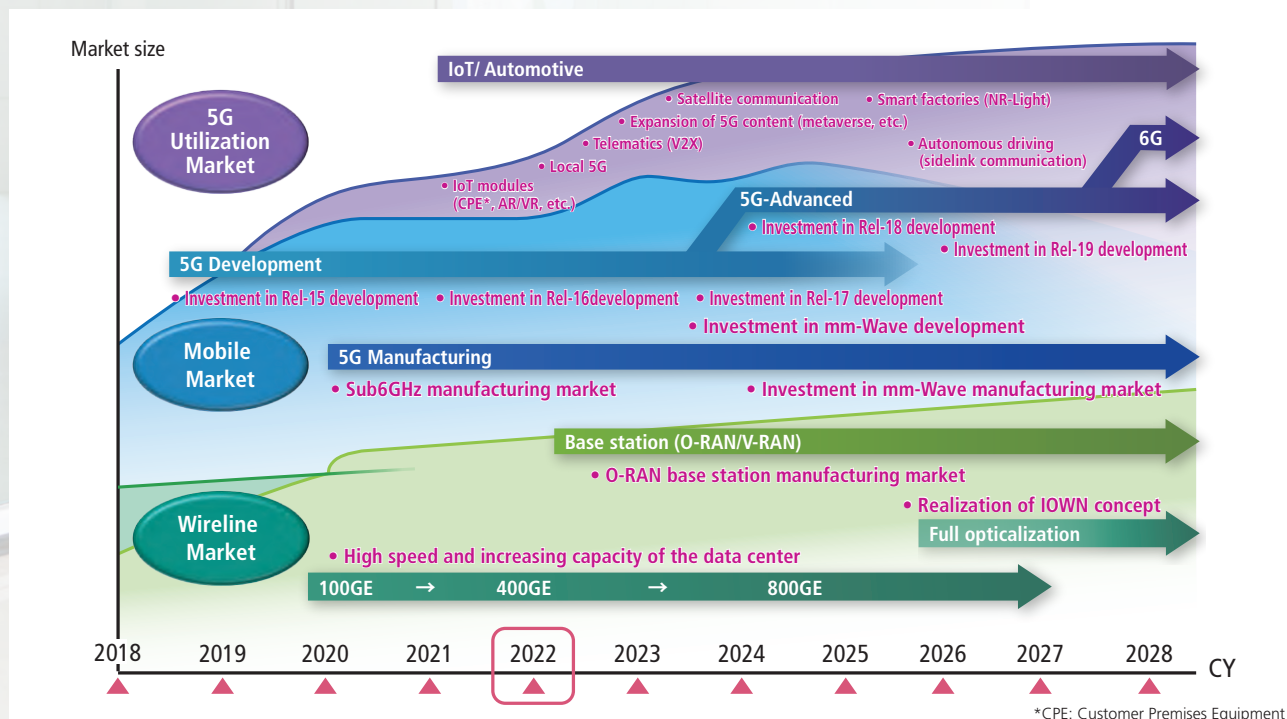 Market size
IoT/ Automotive
5G
Utilization
Market
• Satellite communication
• Smart factories (NR-Light)
• Expansion of 5G content (metaverse, etc.)
• Telematics (V2X)
• Autonomous driving
(sidelink communication)
6G
• Local 5G
• IoT modules
(CPE*, AR/VR, etc.)
5G-Advanced
• Investment in Rel-18 development
• Investment in Rel-19 development
5G Development
• Investment in Rel-15 development
• Investment in Rel-16development
• Investment in Rel-17 development
• Investment in mm-Wave development
Mobile
Market
5G Manufacturing
• Sub6GHz manufacturing market
• Investment in mm-Wave manufacturing market
Base station (O-RAN/V-RAN)
• O-RAN base station manufacturing market
• Realization of IOWN concept
Wireline
Market
Full opticalization
• High speed and increasing capacity of the data center
100GE → 400GE → 800GE
2018 2019 2020 2021 2022 2023 2024 2025 2026 2027 2028
CY
*CPE: Customer Premises Equipment